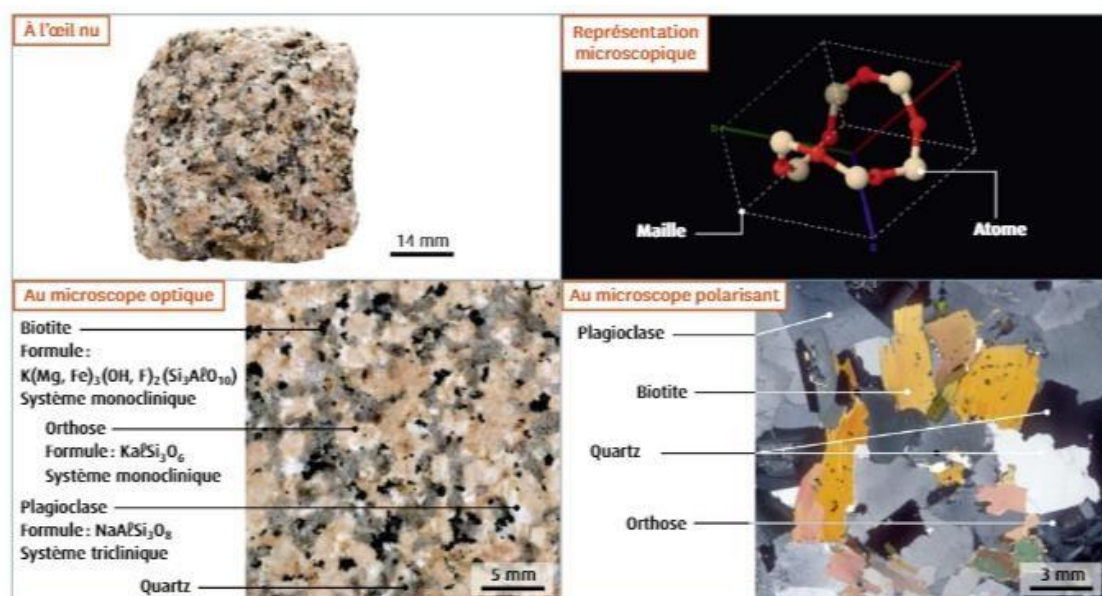 À l'œil nu
14 mm
Représentation
microscopique
Maille
Atome
Au microscope optique
Biotite
Formule :
K(Mg, Fe)₃(OH, F)₂(Si₃AℓO₁₀)
Système monoclinique
Orthose
Formule : KaℓSi₃O₆
Système monoclinique
Plagioclase
Formule : NaAℓSi₃O₈
Système triclinique
Quartz
5 mm
Au microscope polarisant
Plagioclase
Biotite
Quartz
Orthose
3 mm